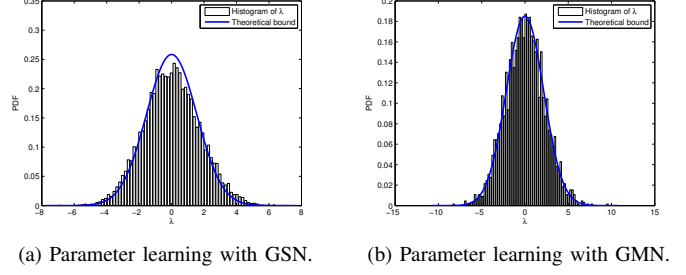 0.35
0.3
0.25
0.2
0.15
0.1
0.05
0
PDF
−8 −6 −4 −2 0 2 4 6 8
λ
Histogram of λ
Theoretical bound
(a) Parameter learning with GSN.
0.2
0.18
0.16
0.14
0.12
0.1
0.08
0.06
0.04
0.02
0
PDF
−15 −10 −5 0 5 10 15
λ
Histogram of λ
Theoretical bound
(b) Parameter learning with GMN.